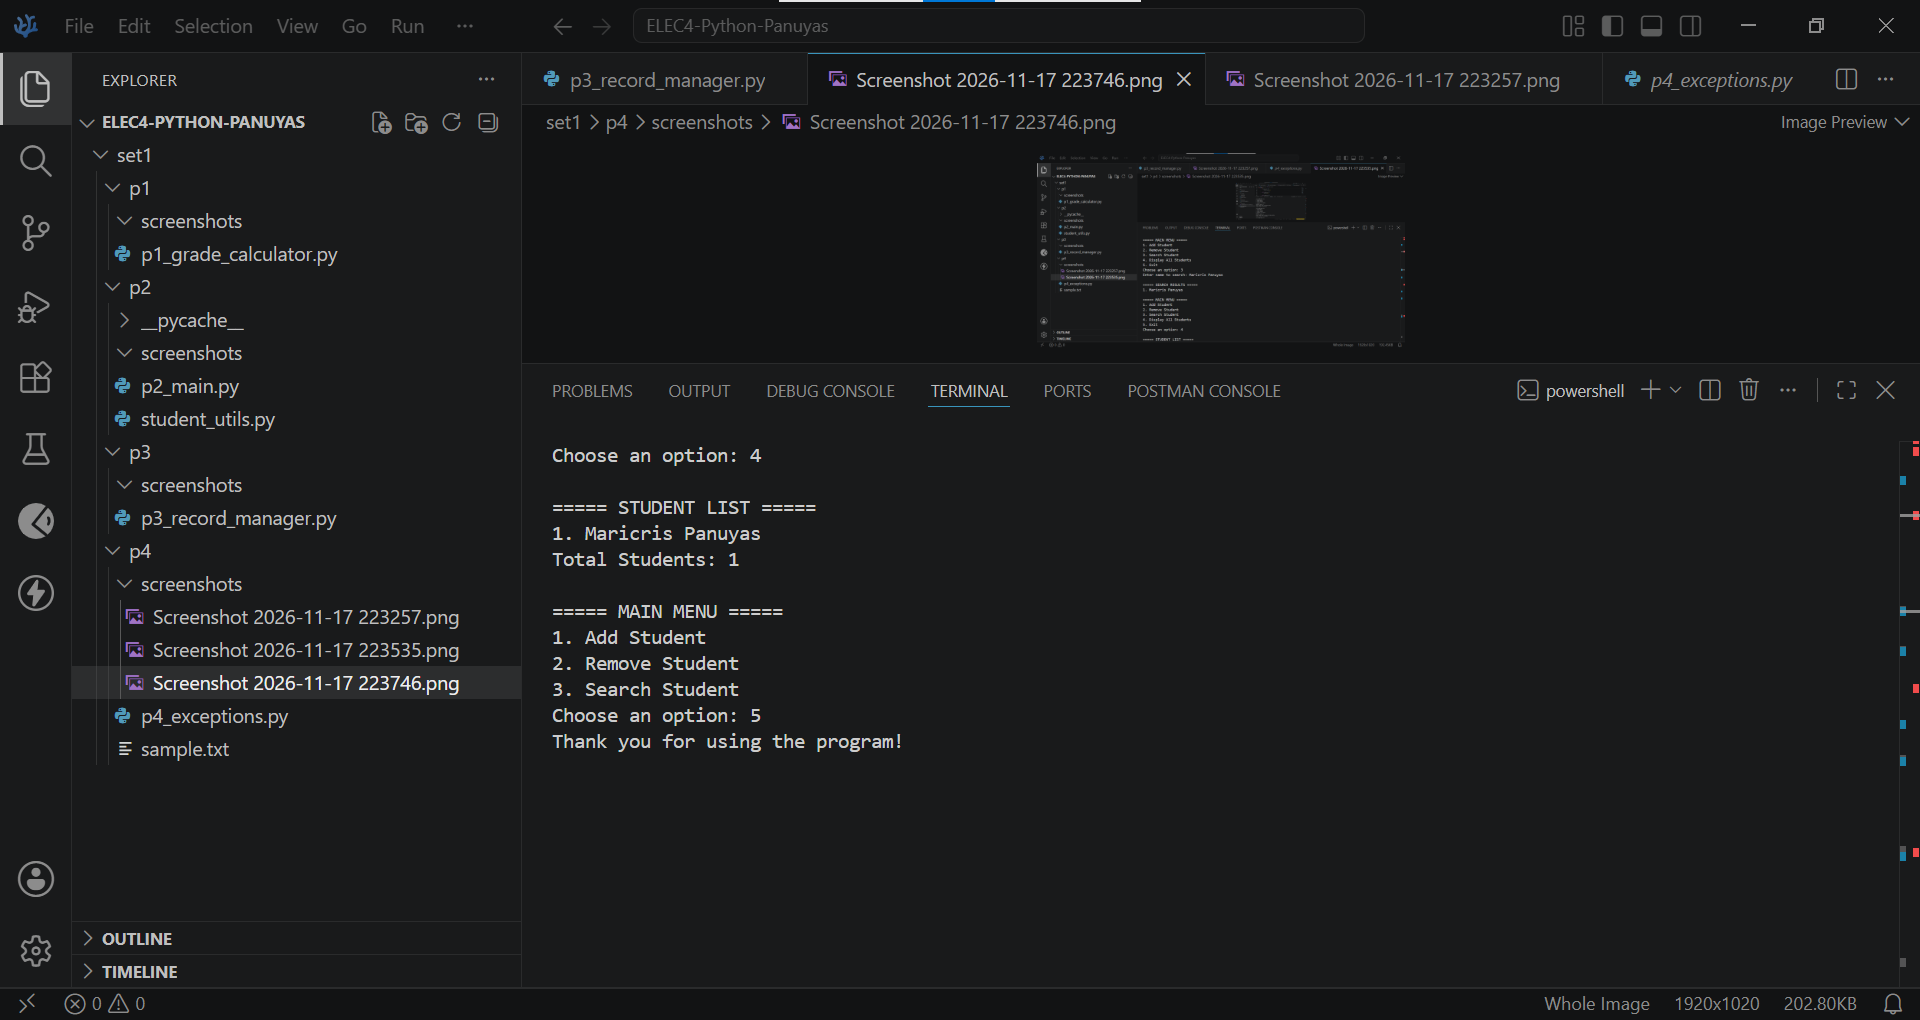 File Edit Selection View Go Run ···
ELEC4-Python-Panuyas
EXPLORER
ELEC4-PYTHON-PANUYAS
set1
p1
screenshots
p1_grade_calculator.py
p2
__pycache__
screenshots
p2_main.py
student_utils.py
p3
screenshots
p3_record_manager.py
p4
screenshots
Screenshot 2026-11-17 223257.png
Screenshot 2026-11-17 223535.png
Screenshot 2026-11-17 223746.png
p4_exceptions.py
sample.txt
OUTLINE
TIMELINE
p3_record_manager.py Screenshot 2026-11-17 223746.png Screenshot 2026-11-17 223257.png p4_exceptions.py
set1 > p4 > screenshots > Screenshot 2026-11-17 223746.png
Image Preview
PROBLEMS OUTPUT DEBUG CONSOLE TERMINAL PORTS POSTMAN CONSOLE
powershell
Choose an option: 4
===== STUDENT LIST =====
1. Maricris Panuyas
Total Students: 1
===== MAIN MENU =====
1. Add Student
2. Remove Student
3. Search Student
Choose an option: 5
Thank you for using the program!
0 0
Whole Image 1920x1020 202.80KB